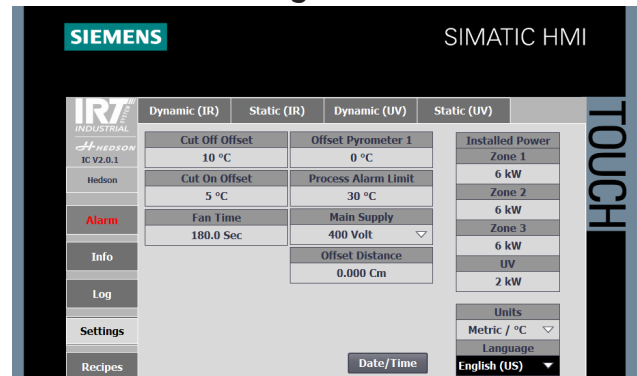 SIEMENS
SIMATIC HMI
TOUCH
IRT
SYSTEM
INDUSTRIAL
HEDSON
IC V2.0.1
Hedson
Alarm
Info
Log
Settings
Recipes
Dynamic (IR) Static (IR) Dynamic (UV) Static (UV)
Cut Off Offset
10 °C
Cut On Offset
5 °C
Fan Time
180.0 Sec
Offset Pyrometer 1
0 °C
Process Alarm Limit
30 °C
Main Supply
400 Volt
Offset Distance
0.000 Cm
Date/Time
Installed Power
Zone 1
6 kW
Zone 2
6 kW
Zone 3
6 kW
UV
2 kW
Units
Metric / °C
Language
English (US)